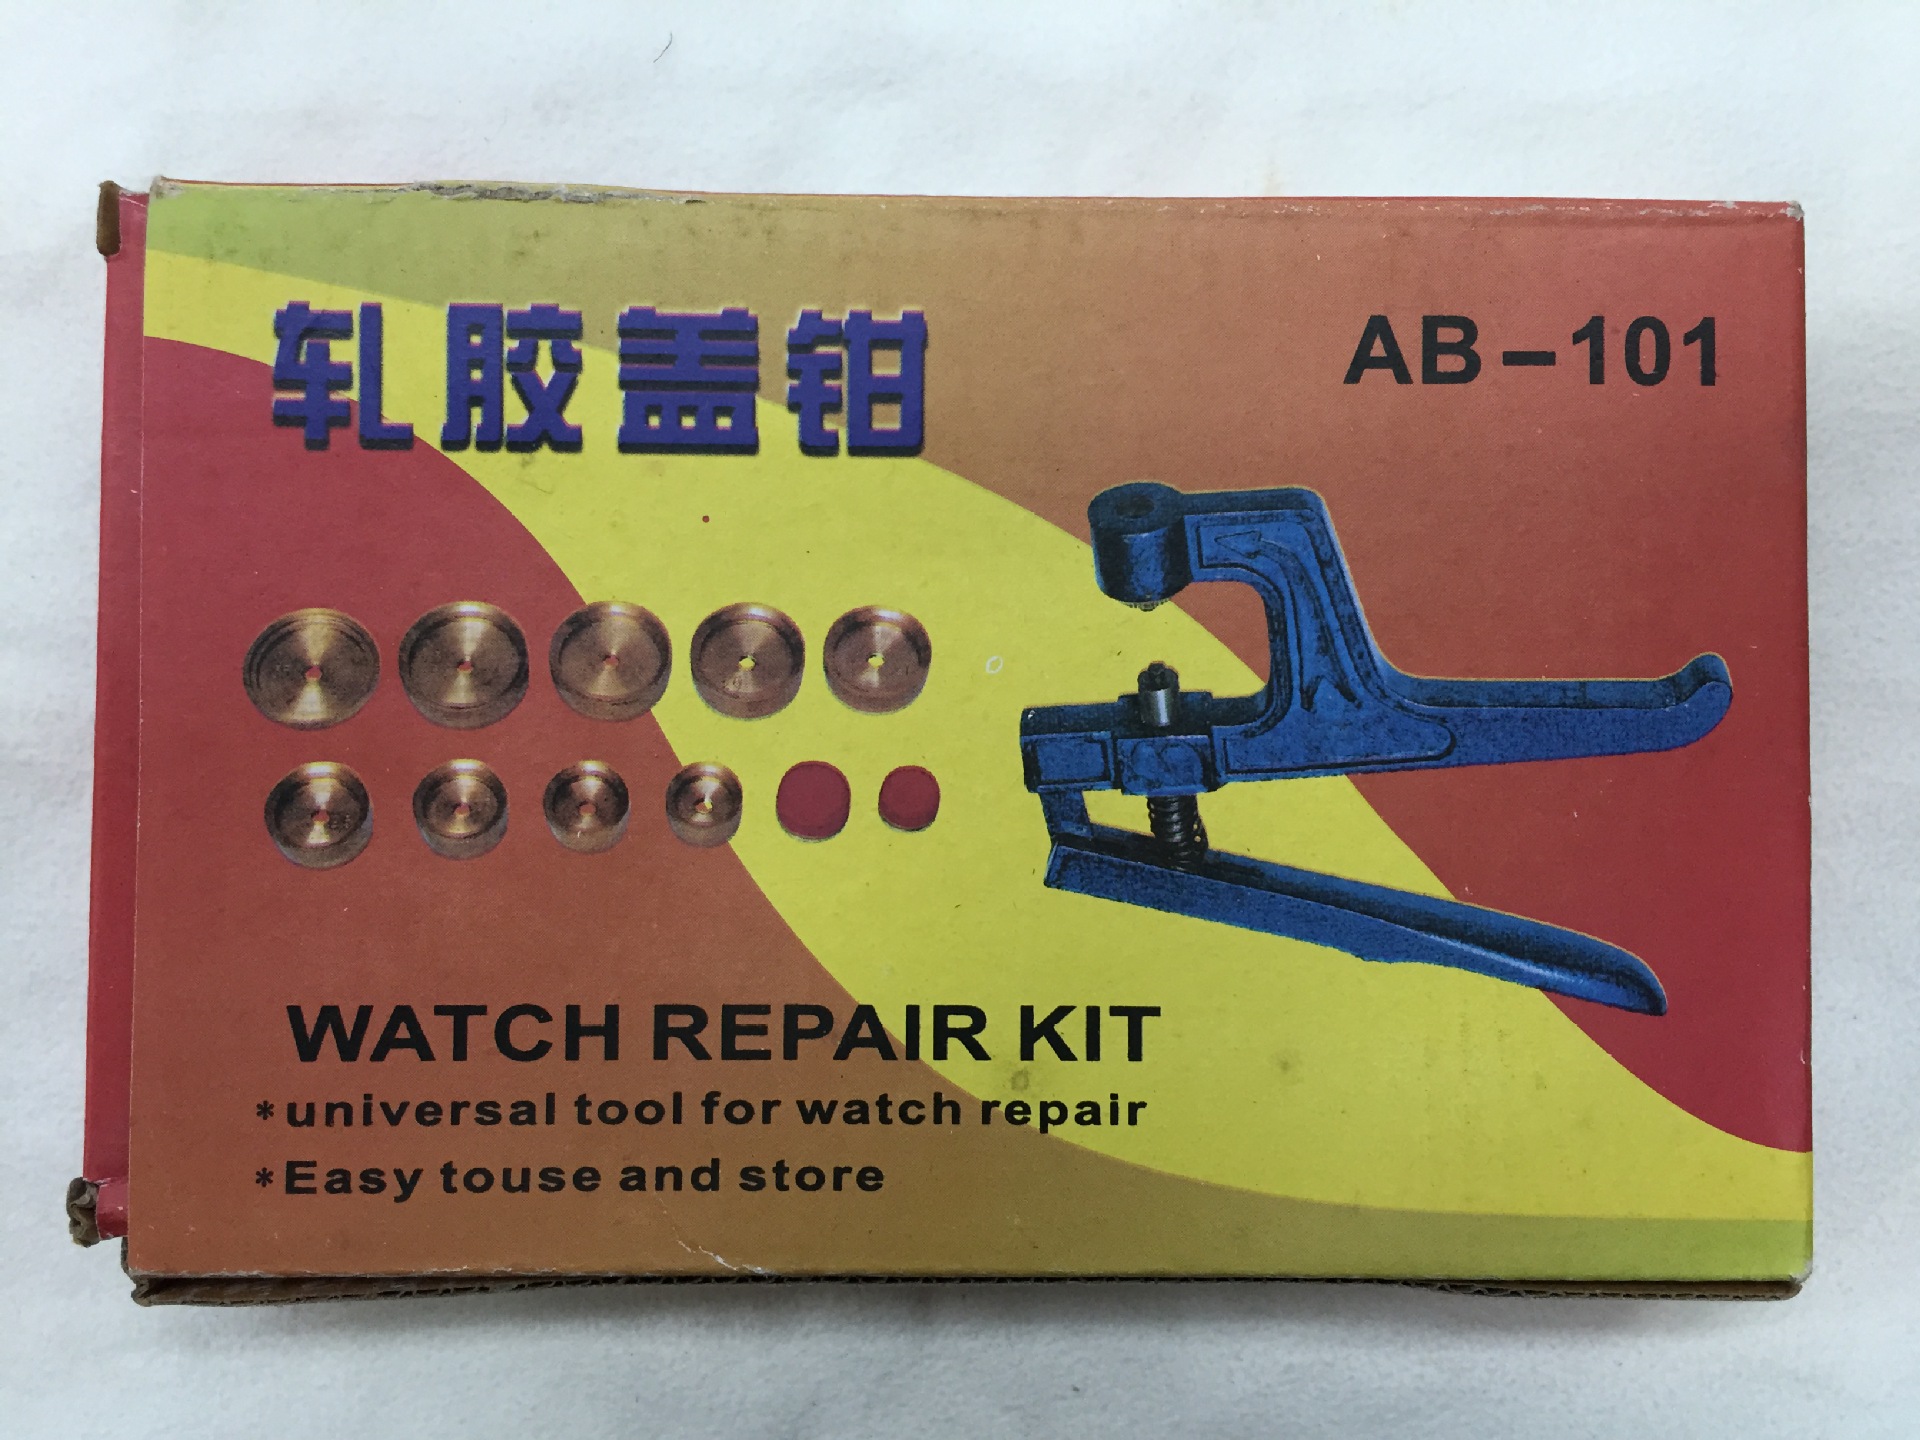 轧胶盖钳
AB-101
WATCH REPAIR KIT
*universal tool for watch repair
*Easy touse and store